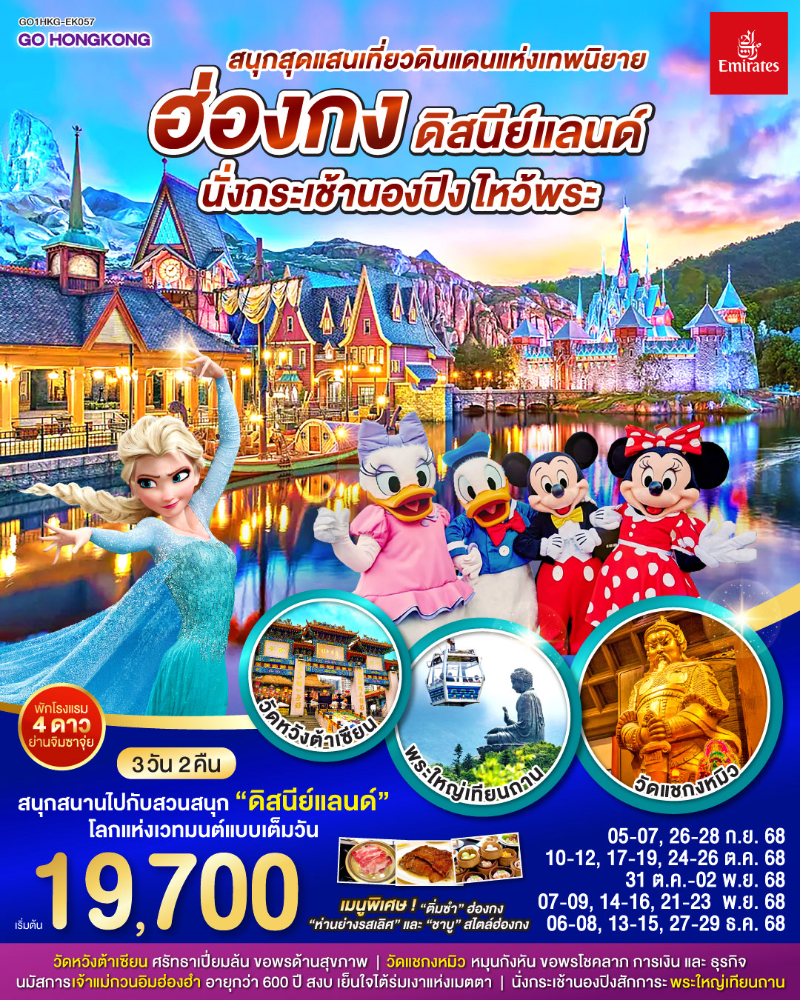 GO1HKG-EK057
GO HONGKONG
Emirates
สนุกสุดแสนเที่ยวดินแดนแห่งเทพนิยาย
ฮ่องกง ดิสนีย์แลนด์
นั่งกระเช้านองปิง ไหว้พระ
วัดหวังต้าเซียน
พระใหญ่เทียนถาน
วัดแชกงหมิว
พักโรงแรม
4 ดาว
ย่านจิมซาจุ่ย
3 วัน 2 คืน
สนุกสนานไปกับสวนสนุก “ดิสนีย์แลนด์”
โลกแห่งเวทมนต์แบบเต็มวัน
เริ่มต้น 19,700
เมนูพิเศษ ! “ติ่มซำ” ฮ่องกง
“ห่านย่างรสเลิศ” และ “ชาบู” สไตล์ฮ่องกง
05-07, 26-28 ก.ย. 68
10-12, 17-19, 24-26 ต.ค. 68
31 ต.ค.-02 พ.ย. 68
07-09, 14-16, 21-23 พ.ย. 68
06-08, 13-15, 27-29 ธ.ค. 68
วัดหวังต้าเซียน ศรัทธาเปี่ยมล้น ขอพรด้านสุขภาพ | วัดแชกงหมิว หมุนกังหัน ขอพรโชคลาภ การเงิน และ ธุรกิจ
นมัสการเจ้าแม่กวนอิมฮ่องฮำ อายุกว่า 600 ปี สงบ เย็นใจใต้ร่มเงาแห่งเมตตา | นั่งกระเช้านองปิงสักการะ พระใหญ่เทียนถาน